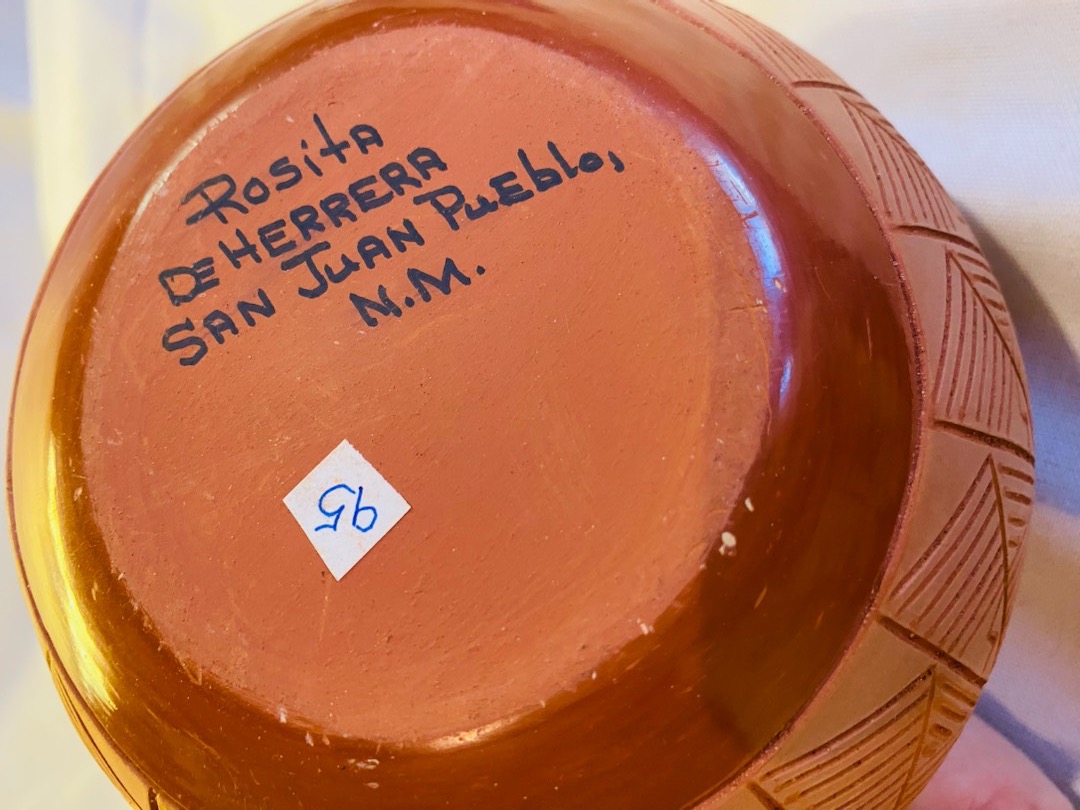 Rosita
DE HERRERA
SAN JUAN PUEblo,
N.M.
95